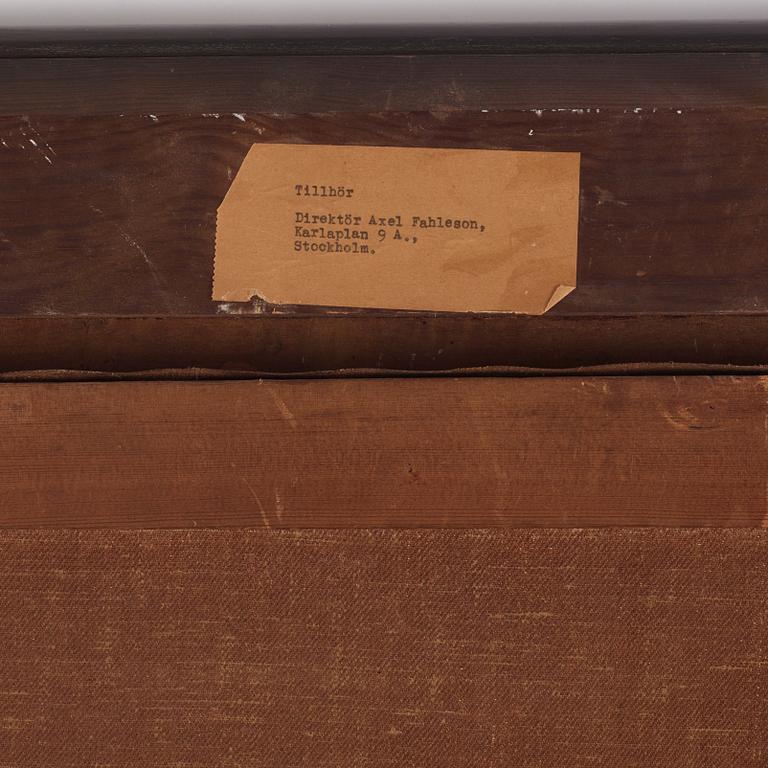 Tillhör
Direktör Axel Fahleson,
Karlaplan 9 A.,
Stockholm.